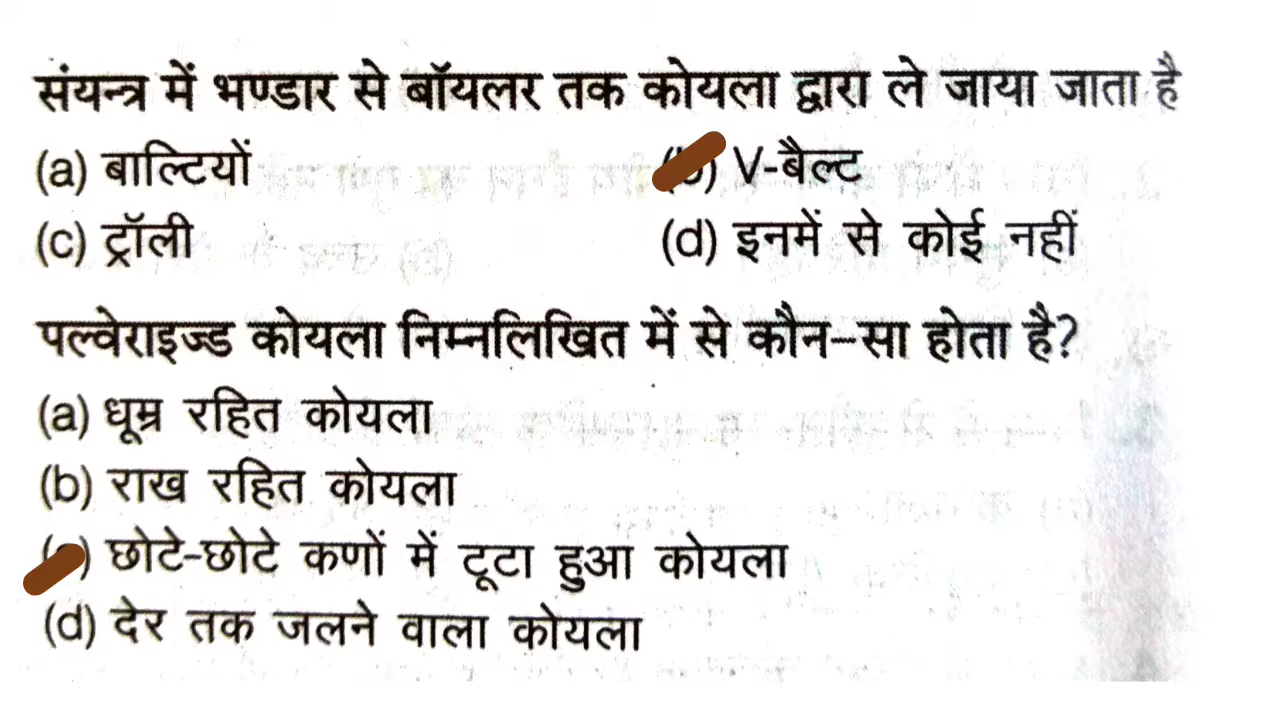 संयन्त्र में भण्डार से बॉयलर तक कोयला द्वारा ले जाया जाता है
(a) बाल्टियों (b) V-बैल्ट
(c) ट्रॉली (d) इनमें से कोई नहीं
पल्वेराइज्ड कोयला निम्नलिखित में से कौन-सा होता है?
(a) धूम्र रहित कोयला
(b) राख रहित कोयला
(c) छोटे-छोटे कणों में टूटा हुआ कोयला
(d) देर तक जलने वाला कोयला